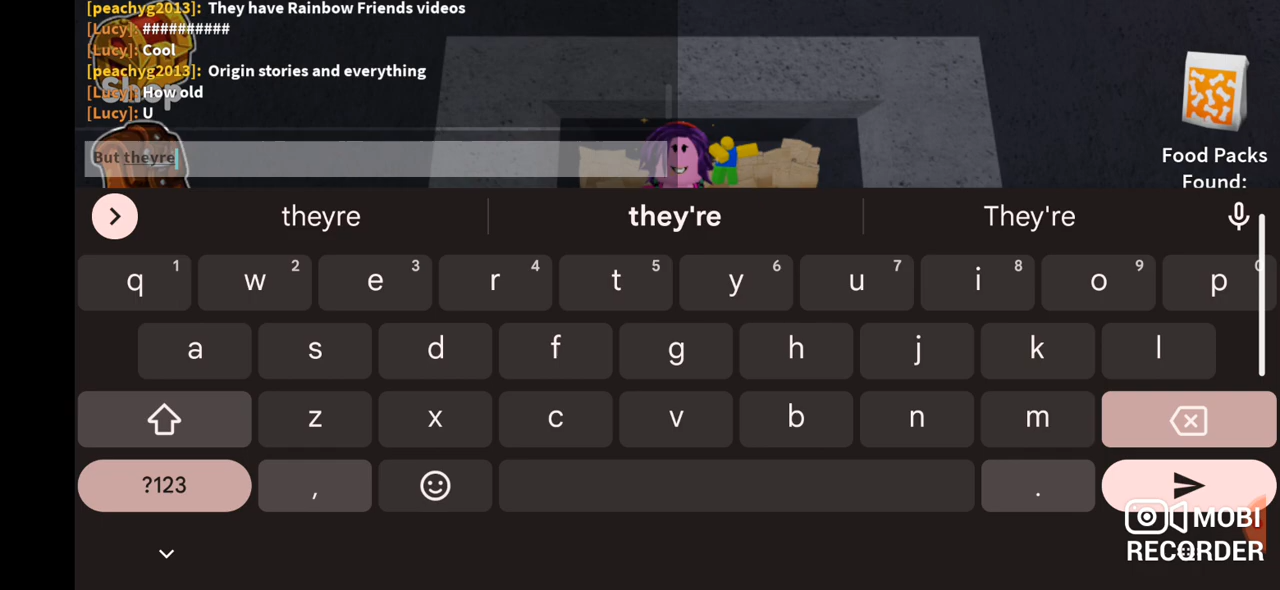 [peachyg2013]: They have Rainbow Friends videos
[Lucy]: ##########
[Lucy]: Cool
[peachyg2013]: Origin stories and everything
Shop
[Lucy]: How old
[Lucy]: U
But theyre
Food Packs
Found:
theyre they're They're
q 1 w 2 e 3 r 4 t 5 y 6 u 7 i 8 o 9 p 0
a s d f g h j k l
z x c v b n m
?123 , .
MOBI
RECORDER